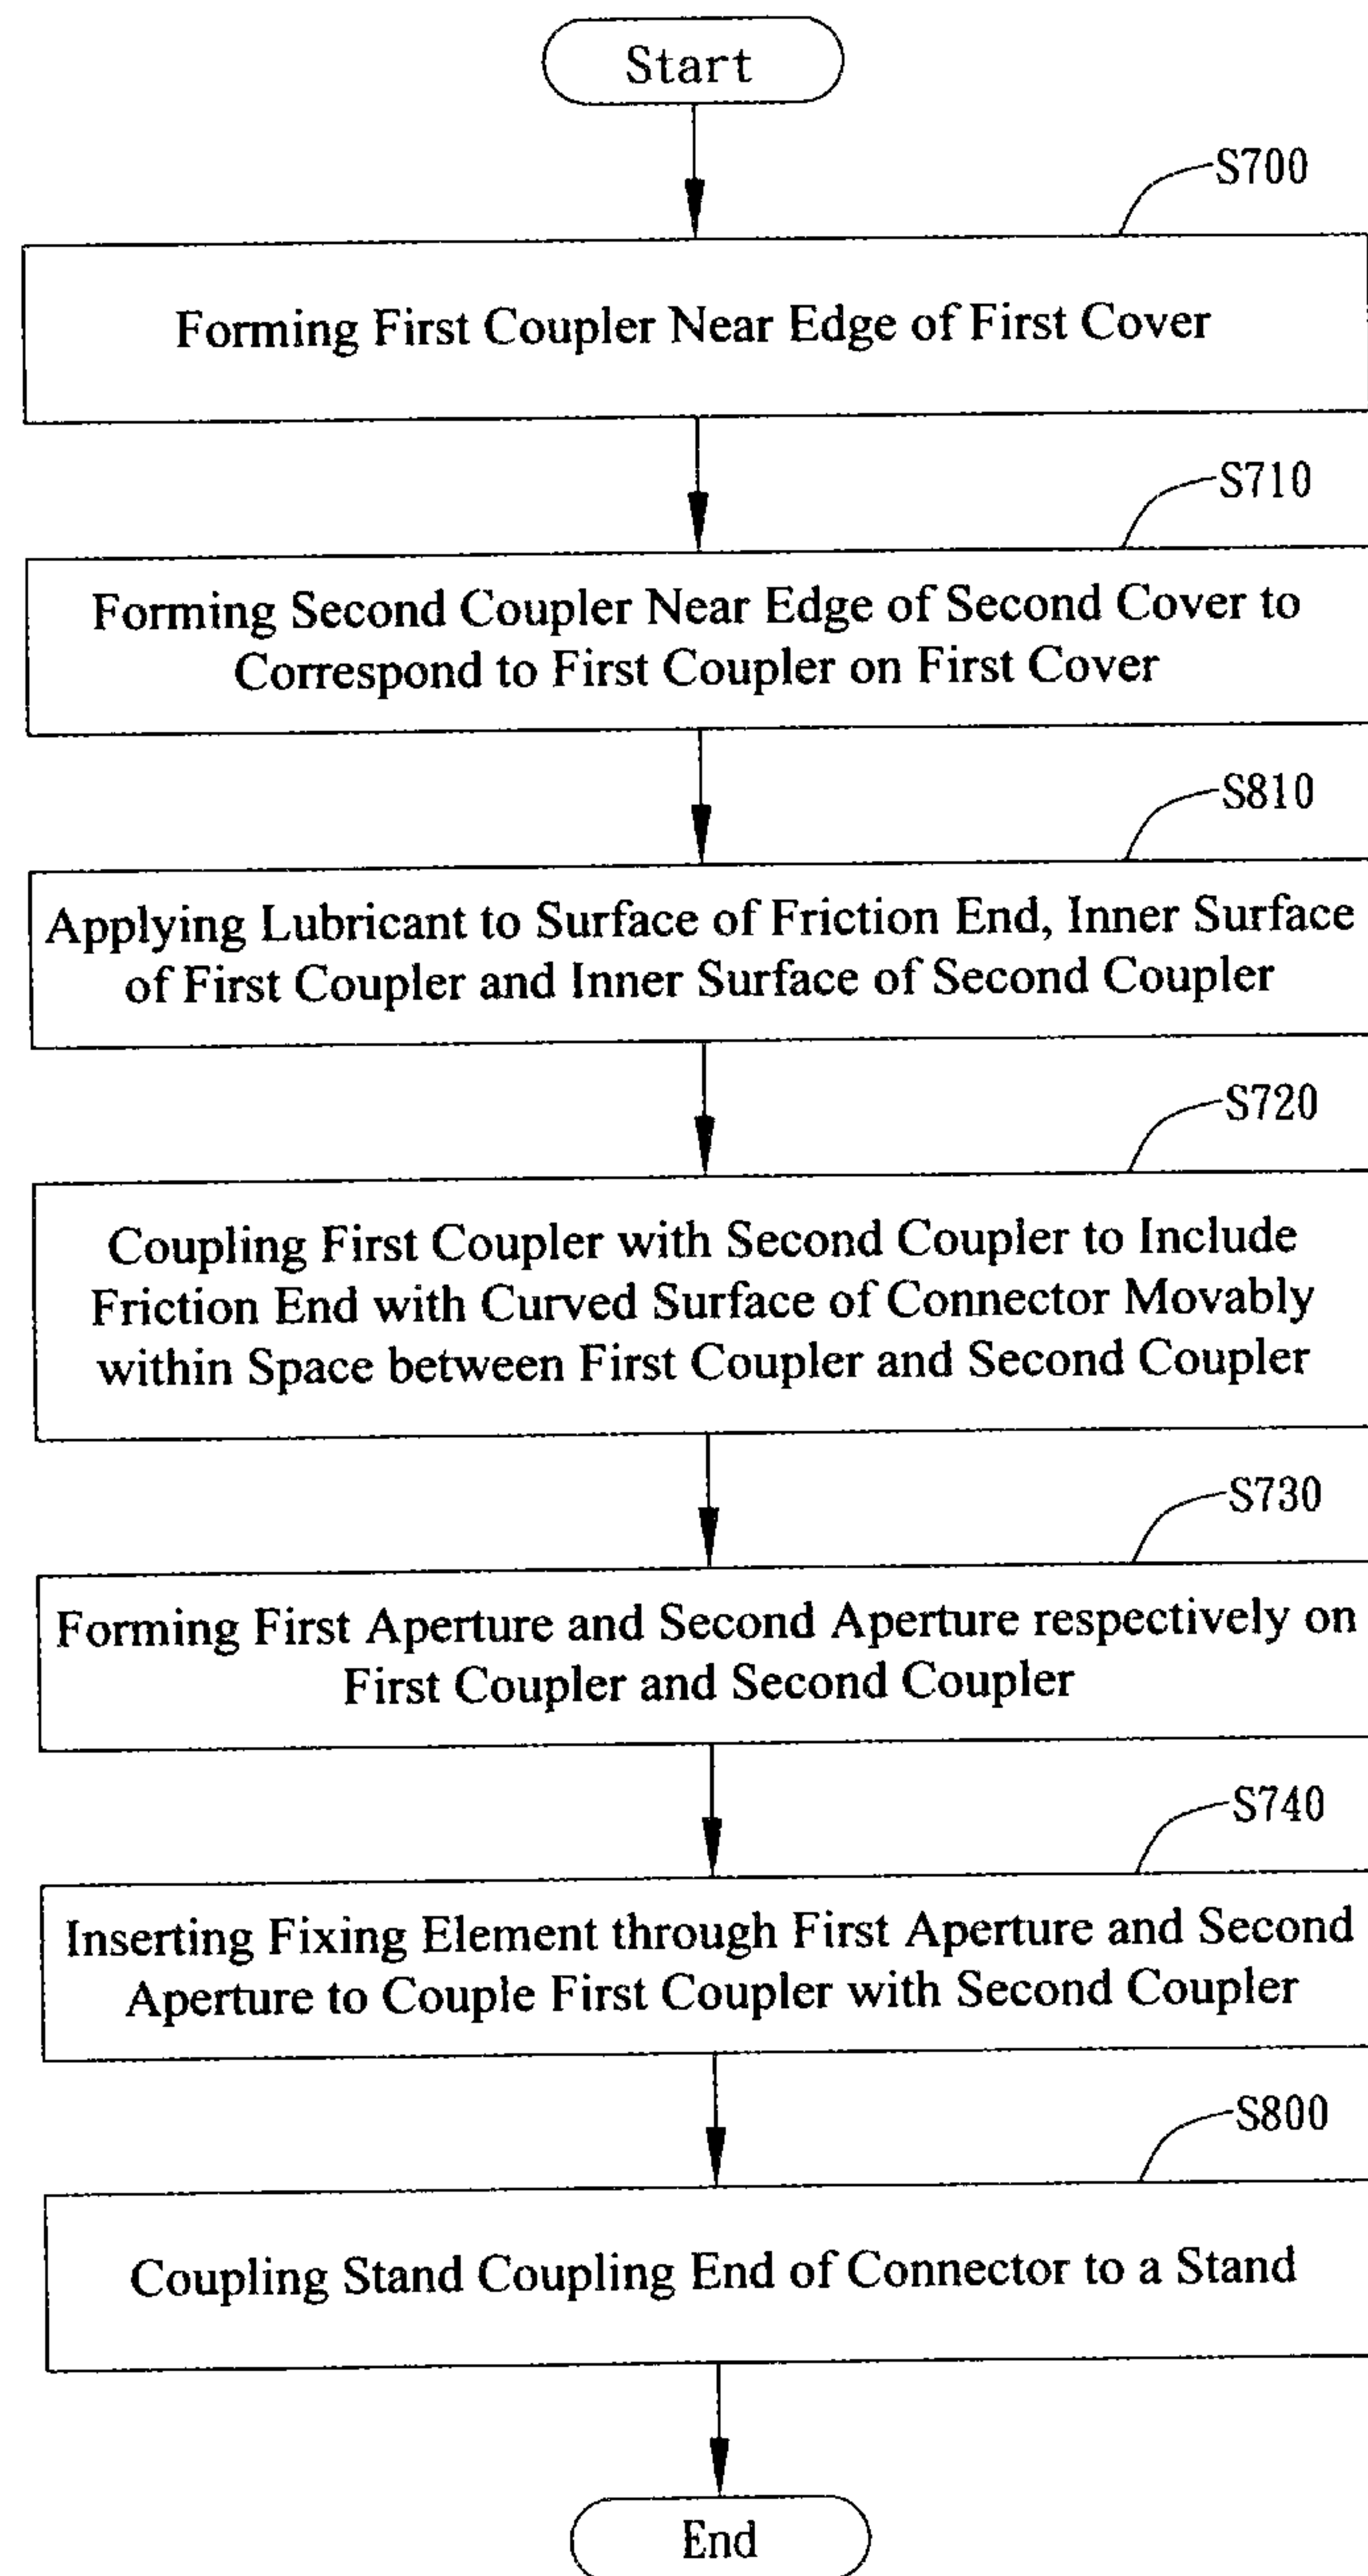 Start
S700
Forming First Coupler Near Edge of First Cover
S710
Forming Second Coupler Near Edge of Second Cover to
Correspond to First Coupler on First Cover
S810
Applying Lubricant to Surface of Friction End, Inner Surface
of First Coupler and Inner Surface of Second Coupler
S720
Coupling First Coupler with Second Coupler to Include
Friction End with Curved Surface of Connector Movably
within Space between First Coupler and Second Coupler
S730
Forming First Aperture and Second Aperture respectively on
First Coupler and Second Coupler
S740
Inserting Fixing Element through First Aperture and Second
Aperture to Couple First Coupler with Second Coupler
S800
Coupling Stand Coupling End of Connector to a Stand
End